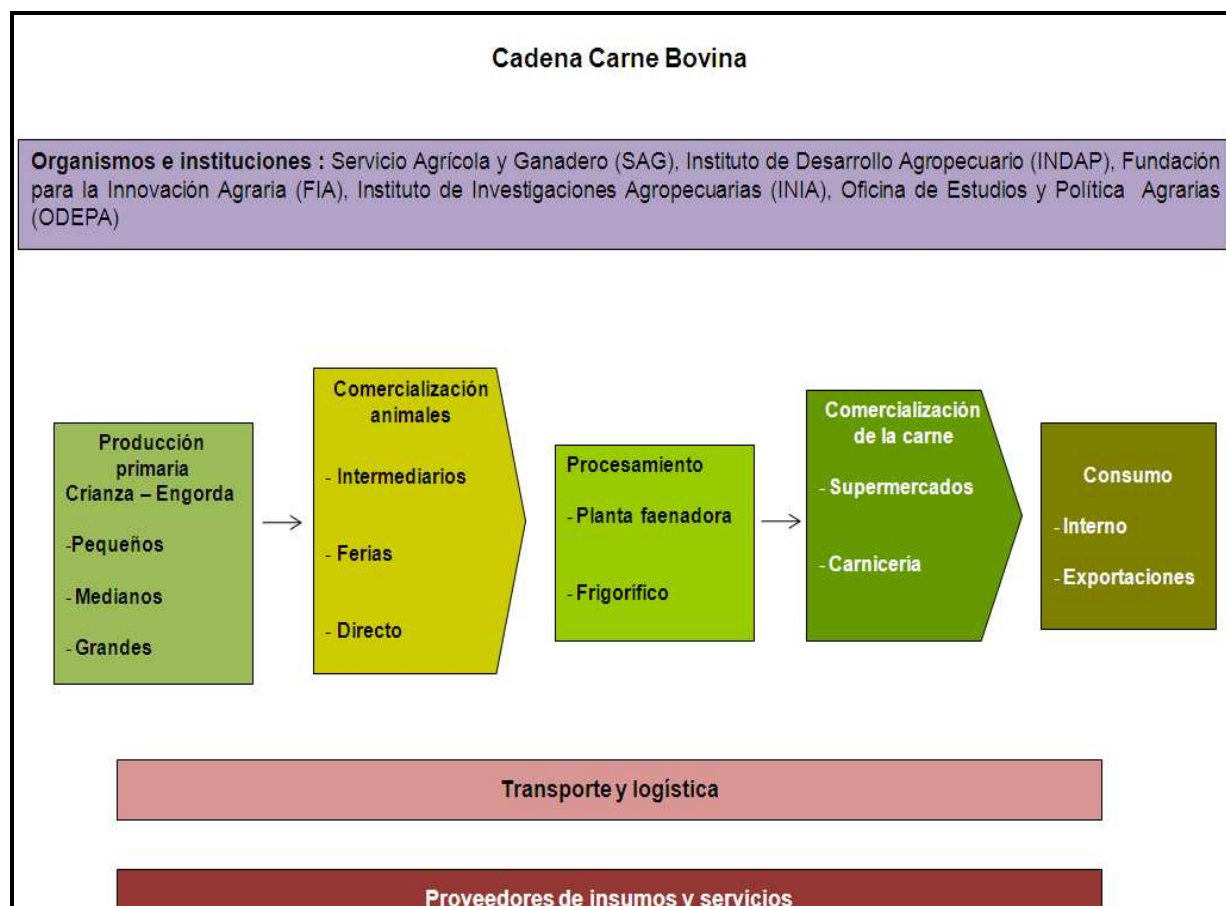 Cadena Carne Bovina
Organismos e instituciones : Servicio Agrícola y Ganadero (SAG), Instituto de Desarrollo Agropecuario (INDAP), Fundación
para la Innovación Agraria (FIA), Instituto de Investigaciones Agropecuarias (INIA), Oficina de Estudios y Política Agrarias
(ODEPA)
Producción
primaria
Crianza – Engorda
-Pequeños
- Medianos
- Grandes
Comercialización
animales
- Intermediarios
- Ferias
- Directo
Procesamiento
- Planta faenadora
- Frigorífico
Comercialización
de la carne
- Supermercados
- Carnicería
Consumo
- Interno
- Exportaciones
Transporte y logística
Proveedores de insumos y servicios